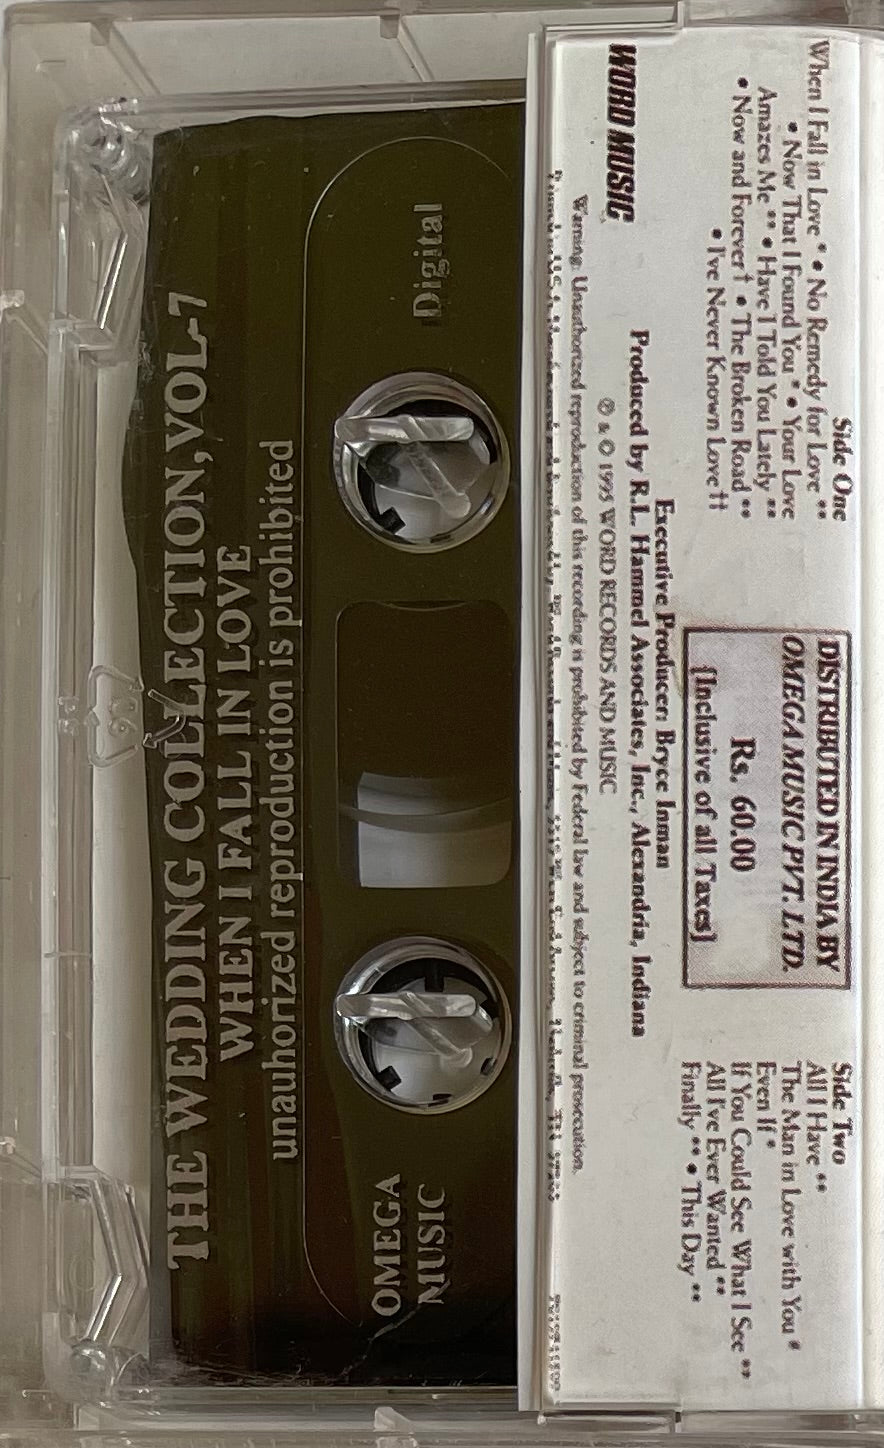 THE WEDDING COLLECTION, VOL-7
WHEN I FALL IN LOVE
unauhorized reproduction is prohibited
Digital
OMEGA
MUSIC
Side One
When I Fall in Love * • No Remedy for Love **
• Now That I Found You * • Your Love
Amazes Me ** • Have I Told You Lately **
• Now and Forever † • The Broken Road **
• I've Never Known Love ††
DISTRIBUTED IN INDIA BY
OMEGA MUSIC PVT. LTD.
Rs. 60.00
[Inclusive of all Taxes]
Side Two
All I Have **
The Man in Love with You *
Even If *
If You Could See What I See **
All I've Ever Wanted **
Finally ** • This Day **
Executive Producer: Bryce Inman
Produced by R.L. Hammel Associates, Inc., Alexandria, Indiana
WORD MUSIC
℗ & © 1995 WORD RECORDS AND MUSIC
Warning: Unauthorized reproduction of this recording is prohibited by Federal law and subject to criminal prosecution.